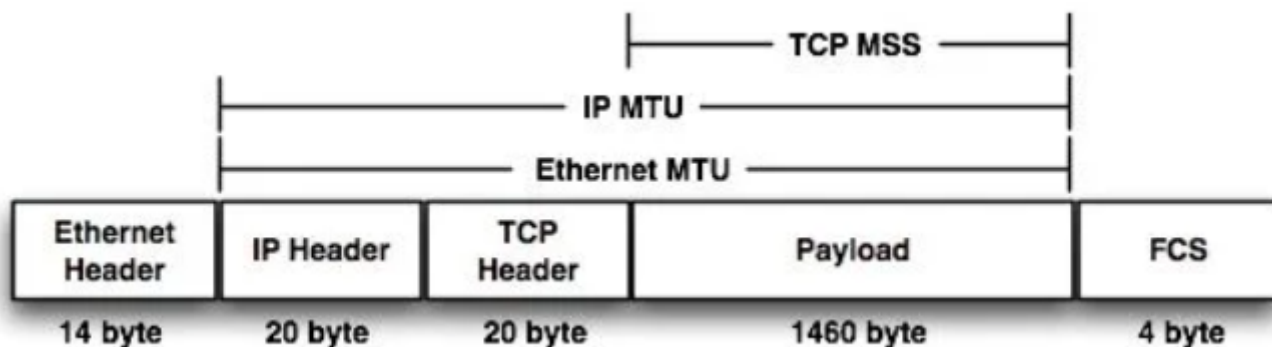 TCP MSS
IP MTU
Ethernet MTU
Ethernet
Header
IP Header
TCP
Header
Payload
FCS
14 byte
20 byte
20 byte
1460 byte
4 byte